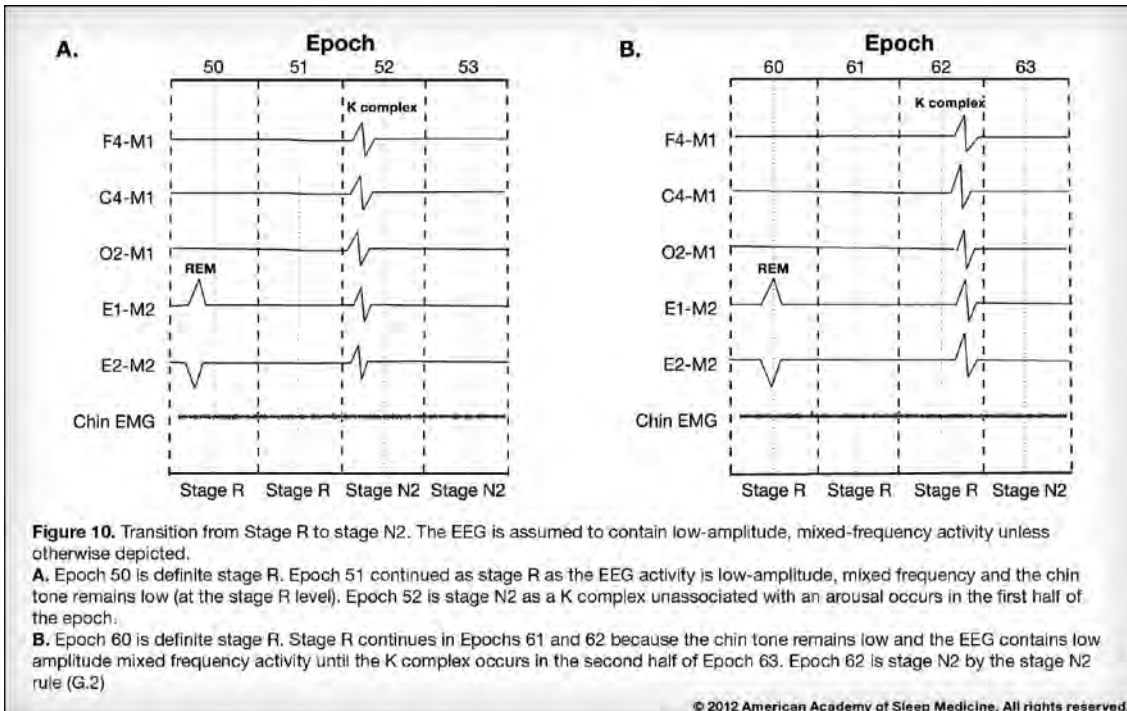 A.
Epoch
50 51 52 53
K complex
F4-M1
C4-M1
O2-M1
REM
E1-M2
E2-M2
Chin EMG
Stage R Stage R Stage N2 Stage N2
B.
Epoch
60 61 62 63
K complex
F4-M1
C4-M1
O2-M1
REM
E1-M2
E2-M2
Chin EMG
Stage R Stage R Stage R Stage N2
Figure 10. Transition from Stage R to stage N2. The EEG is assumed to contain low-amplitude, mixed-frequency activity unless
otherwise depicted.
A. Epoch 50 is definite stage R. Epoch 51 continued as stage R as the EEG activity is low-amplitude, mixed frequency and the chin
tone remains low (at the stage R level). Epoch 52 is stage N2 as a K complex unassociated with an arousal occurs in the first half of
the epoch.
B. Epoch 60 is definite stage R. Stage R continues in Epochs 61 and 62 because the chin tone remains low and the EEG contains low
amplitude mixed frequency activity until the K complex occurs in the second half of Epoch 63. Epoch 62 is stage N2 by the stage N2
rule (G.2)
© 2012 American Academy of Sleep Medicine. All rights reserved.